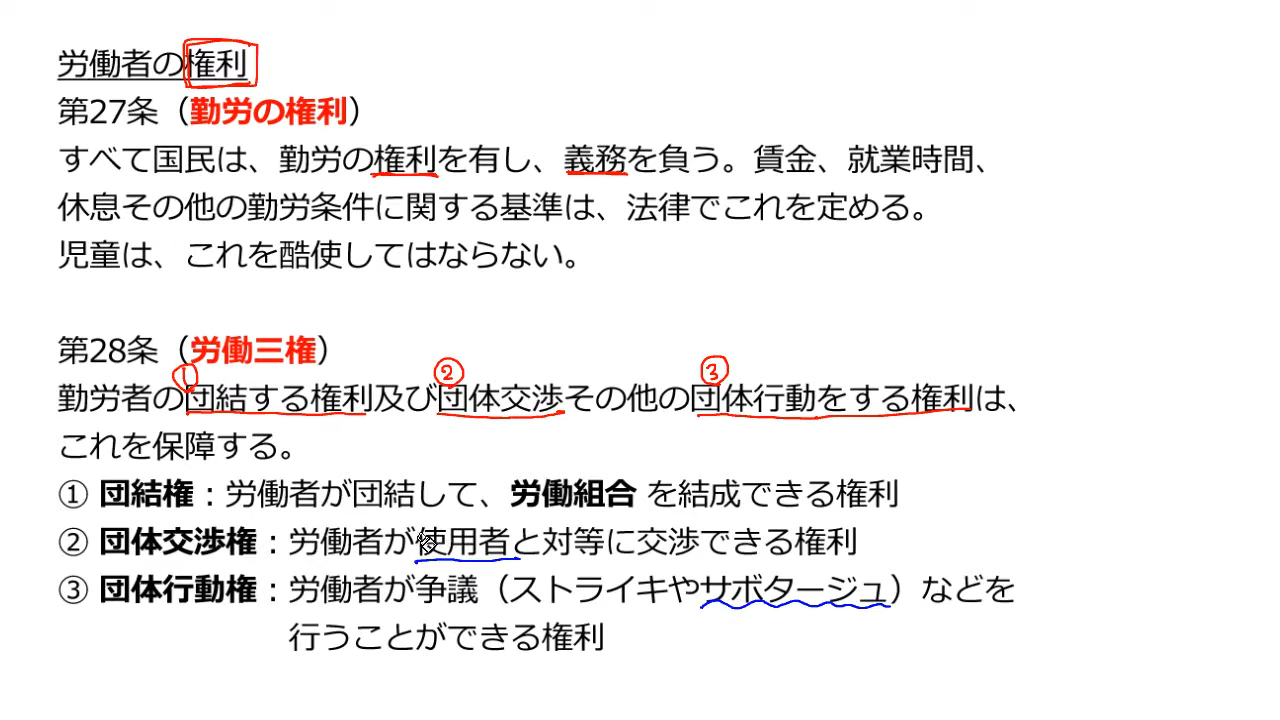 労働者の権利
第27条（勤労の権利）
すべて国民は、勤労の権利を有し、義務を負う。賃金、就業時間、
休息その他の勤労条件に関する基準は、法律でこれを定める。
児童は、これを酷使してはならない。
第28条（労働三権）
① ② ③
勤労者の団結する権利及び団体交渉その他の団体行動をする権利は、
これを保障する。
① 団結権：労働者が団結して、労働組合 を結成できる権利
② 団体交渉権：労働者が使用者と対等に交渉できる権利
③ 団体行動権：労働者が争議（ストライキやサボタージュ）などを
行うことができる権利